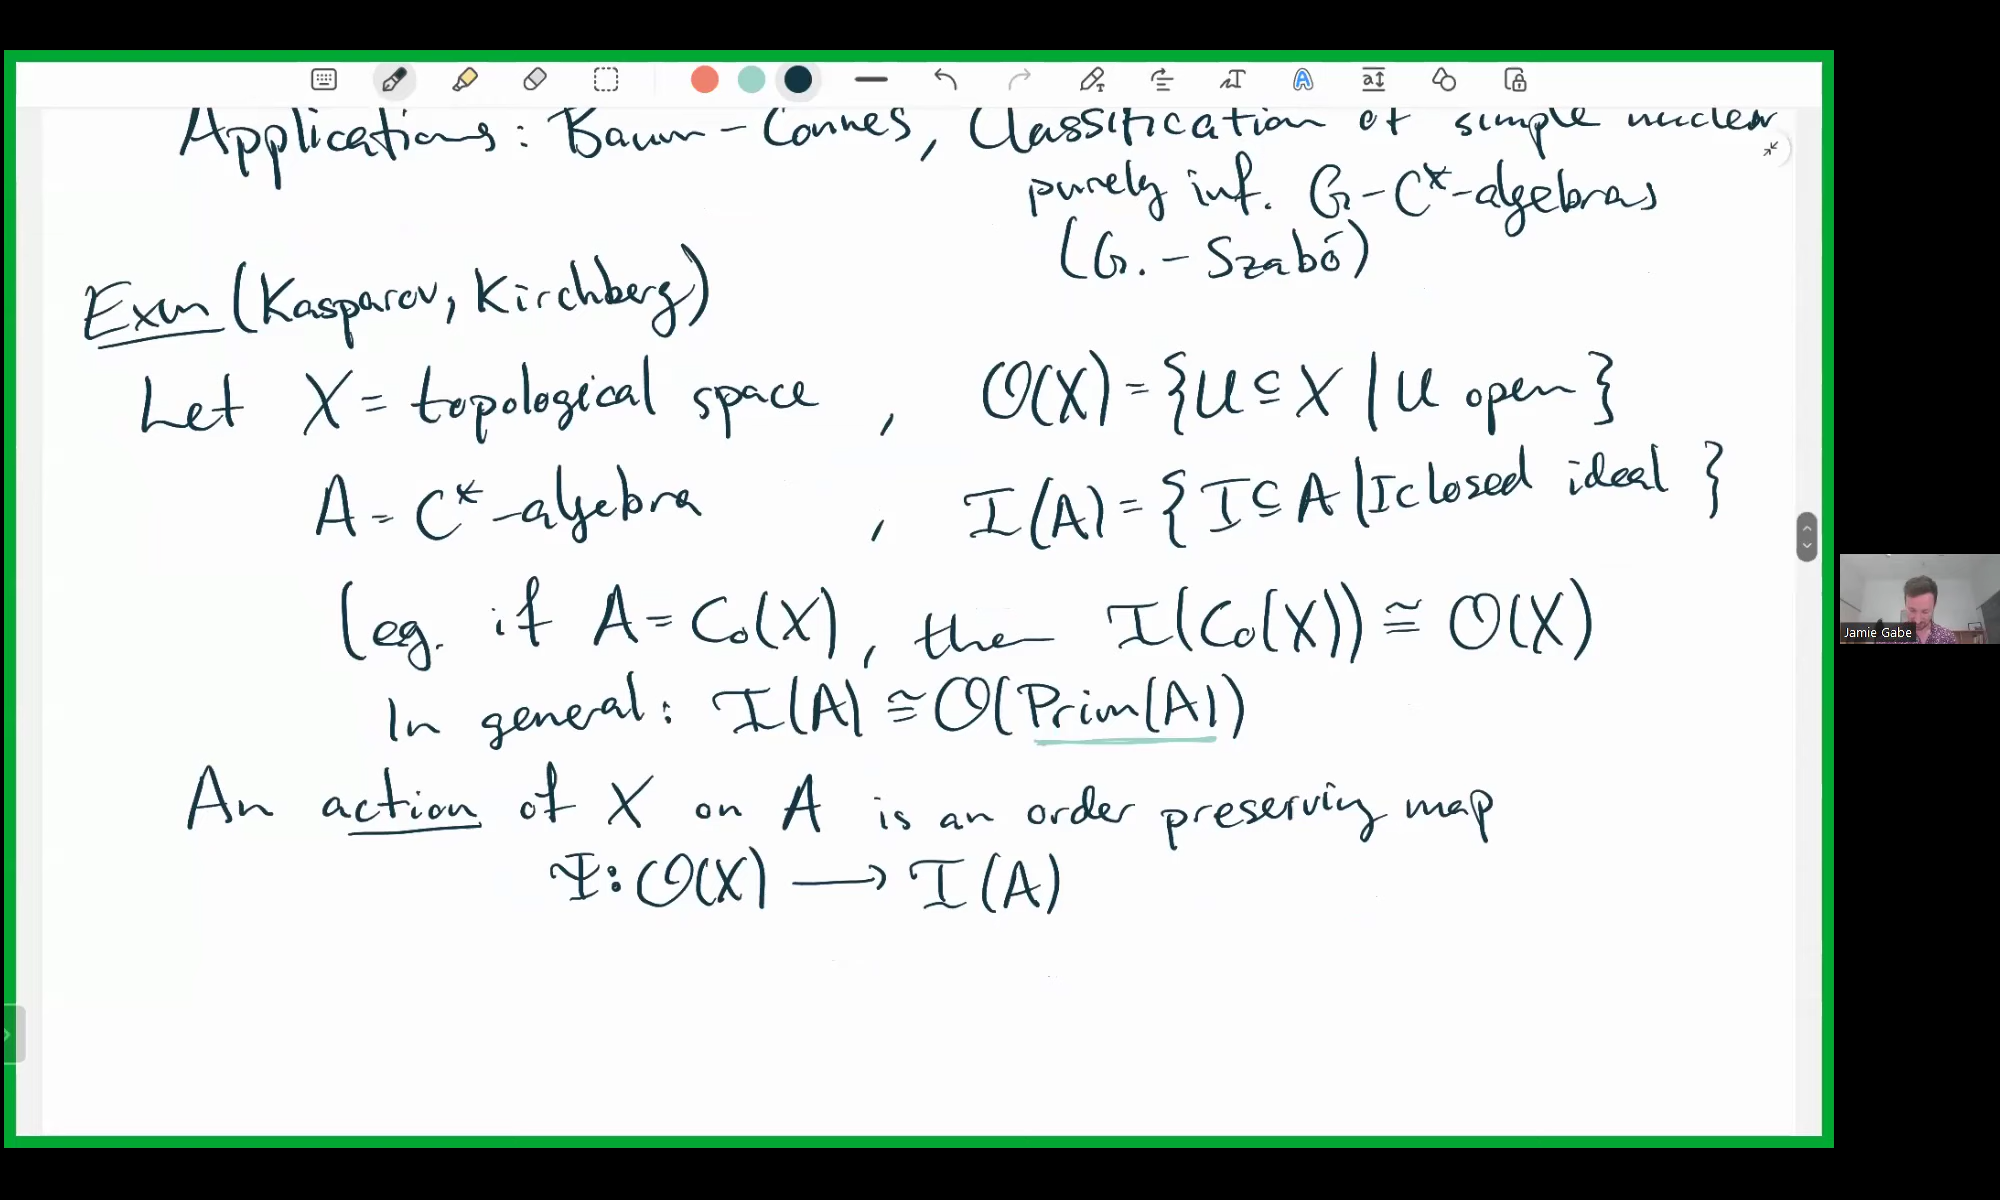 Applications: Baum-Connes, Classification of simple nuclear
purely inf. G-C*-algebras
(G.-Szabó)
Exm (Kasparov, Kirchberg)
Let X = topological space , O(X) = {U ⊆ X | U open}
A = C*-algebra , I(A) = {I ⊆ A | I closed ideal }
(eg. if A = C₀(X), then I(C₀(X)) ≅ O(X)
In general: I(A) ≅ O(Prim(A))
An action of X on A is an order preserving map
Ψ: O(X) ⟶ I(A)
Jamie Gabe